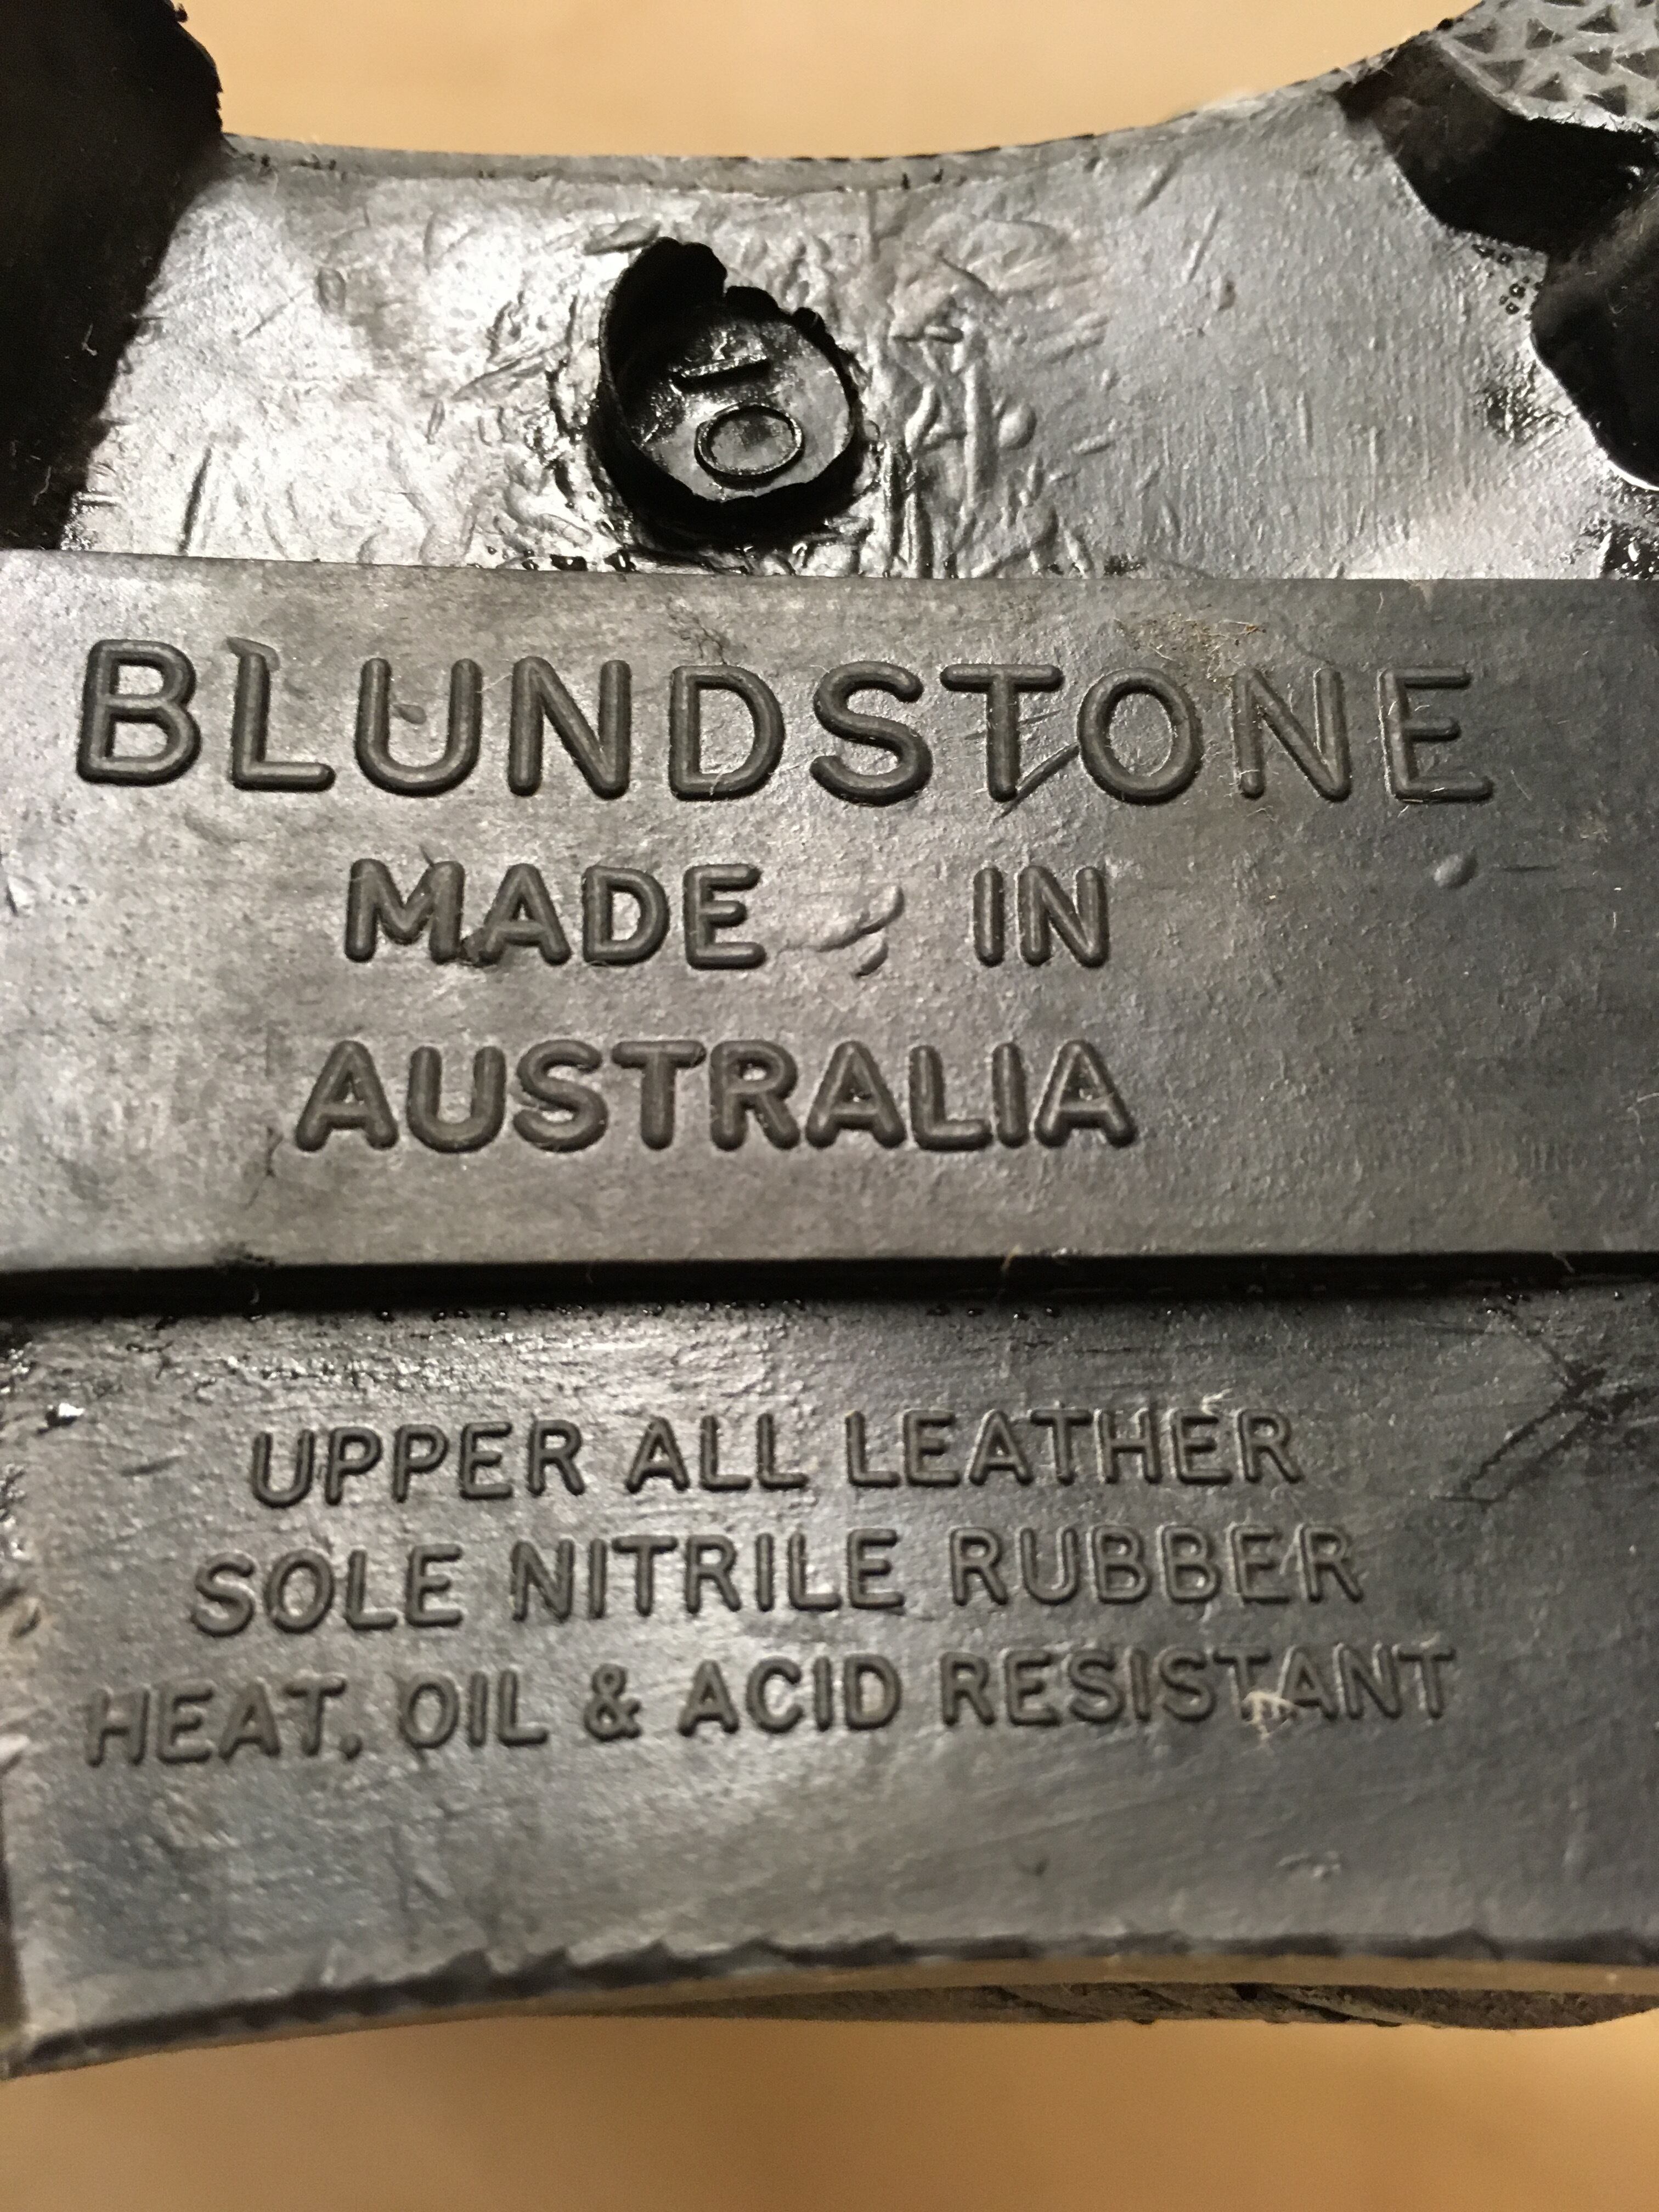 10
BLUNDSTONE
MADE IN
AUSTRALIA
UPPER ALL LEATHER
SOLE NITRILE RUBBER
HEAT, OIL & ACID RESISTANT